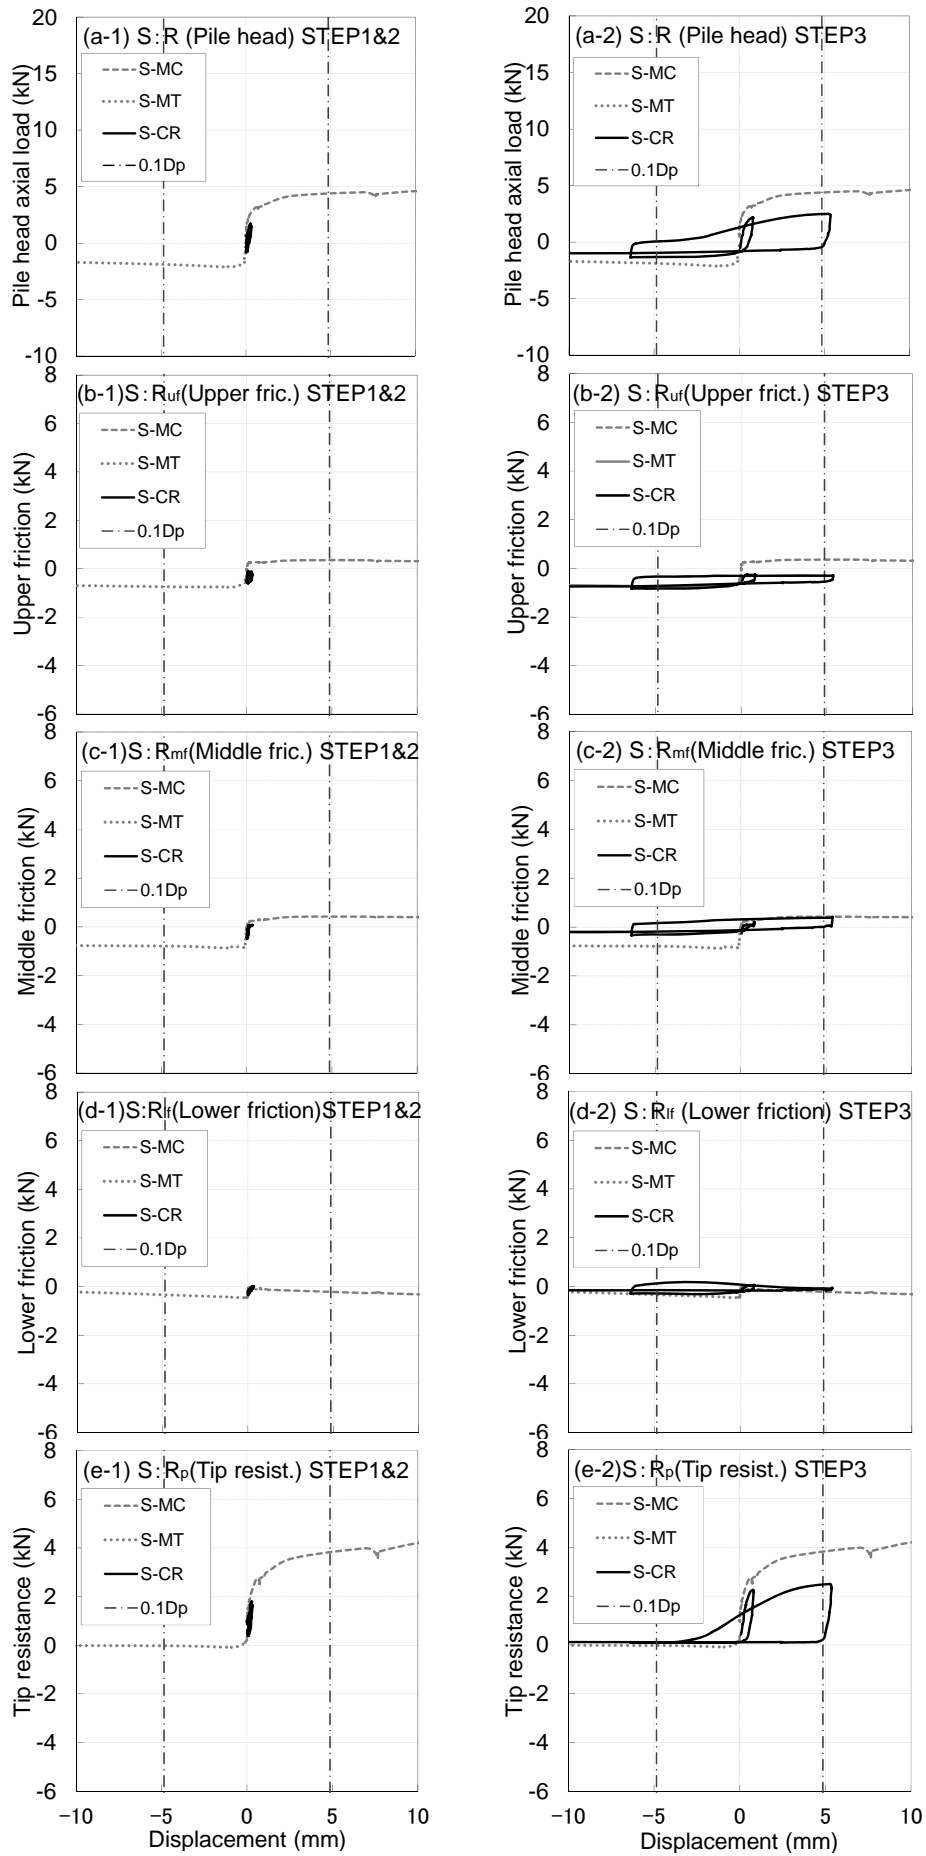 (a-1) S:R (Pile head) STEP1&2
Pile head axial load (kN)
20
15
10
5
0
-5
-10
S-MC
S-MT
S-CR
0.1Dp
(a-2) S:R (Pile head) STEP3
Pile head axial load (kN)
20
15
10
5
0
-5
-10
S-MC
S-MT
S-CR
0.1Dp
(b-1)S:Ruf(Upper fric.) STEP1&2
Upper friction (kN)
8
6
4
2
0
-2
-4
-6
S-MC
S-MT
S-CR
0.1Dp
(b-2) S:Ruf(Upper frict.) STEP3
Upper friction (kN)
8
6
4
2
0
-2
-4
-6
S-MC
S-MT
S-CR
0.1Dp
(c-1)S:Rmf(Middle fric.) STEP1&2
Middle friction (kN)
8
6
4
2
0
-2
-4
-6
S-MC
S-MT
S-CR
0.1Dp
(c-2) S:Rmf(Middle fric.) STEP3
Middle friction (kN)
8
6
4
2
0
-2
-4
-6
S-MC
S-MT
S-CR
0.1Dp
(d-1)S:Rlf(Lower friction)STEP1&2
Lower friction (kN)
8
6
4
2
0
-2
-4
-6
S-MC
S-MT
S-CR
0.1Dp
(d-2) S:Rlf (Lower friction) STEP3
Lower friction (kN)
8
6
4
2
0
-2
-4
-6
S-MC
S-MT
S-CR
0.1Dp
(e-1) S:Rp(Tip resist.) STEP1&2
Tip resistance (kN)
8
6
4
2
0
-2
-4
-6
S-MC
S-MT
S-CR
0.1Dp
−10 −5 0 5 10
Displacement (mm)
(e-2)S:Rp(Tip resist.) STEP3
Tip resistance (kN)
8
6
4
2
0
-2
-4
-6
S-MC
S-MT
S-CR
0.1Dp
−10 −5 0 5 10
Displacement (mm)